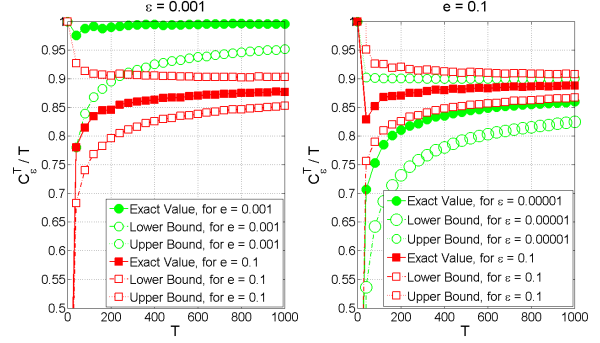 ε = 0.001
1
0.95
0.9
0.85
0.8
0.75
0.7
0.65
0.6
0.55
0.5
C_ε^T / T
0 200 400 600 800 1000
T
Exact Value, for e = 0.001
Lower Bound, for e = 0.001
Upper Bound, for e = 0.001
Exact Value, for e = 0.1
Lower Bound, for e = 0.1
Upper Bound, for e = 0.1
e = 0.1
1
0.95
0.9
0.85
0.8
0.75
0.7
0.65
0.6
0.55
0.5
C_ε^T / T
0 200 400 600 800 1000
T
Exact Value, for ε = 0.00001
Lower Bound, for ε = 0.00001
Upper Bound, for ε = 0.00001
Exact Value, for ε = 0.1
Lower Bound, for ε = 0.1
Upper Bound, for ε = 0.1